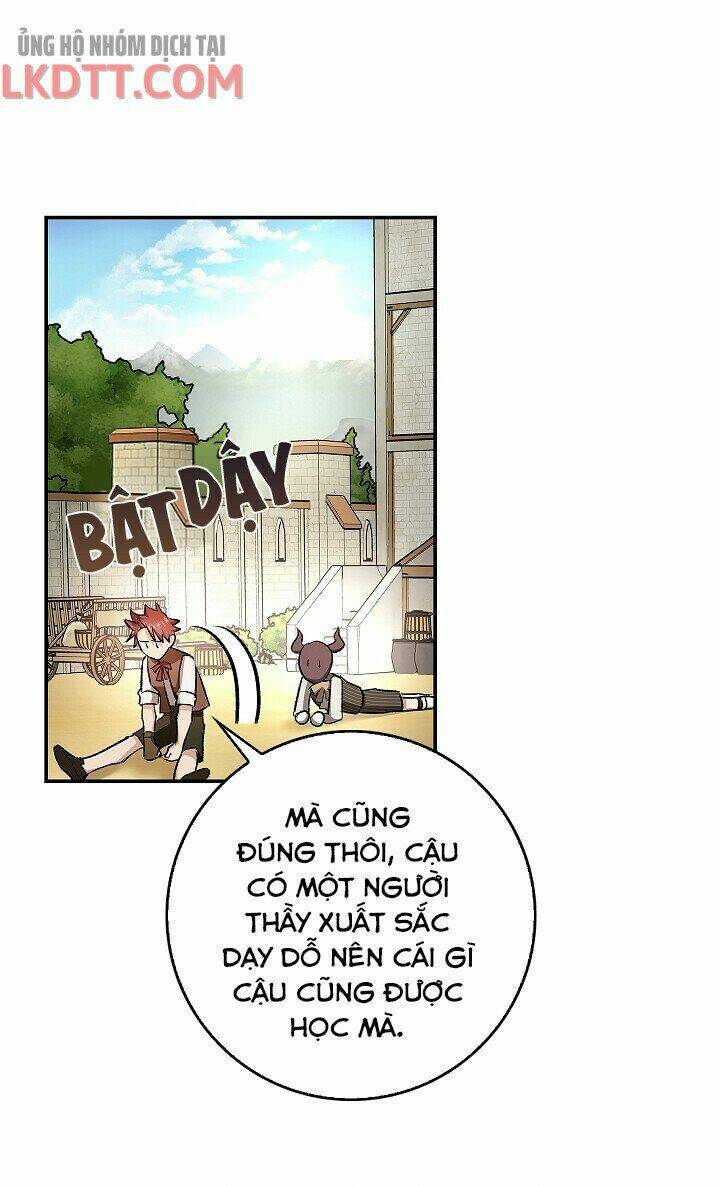 ỦNG HỘ NHÓM DỊCH TẠI
LKDTT.COM
BẬT DẬY
MÀ CŨNG
ĐÚNG THÔI, CẬU
CÓ MỘT NGƯỜI
THẦY XUẤT SẮC
DẠY DỖ NÊN CÁI GÌ
CẬU CŨNG ĐƯỢC
HỌC MÀ.